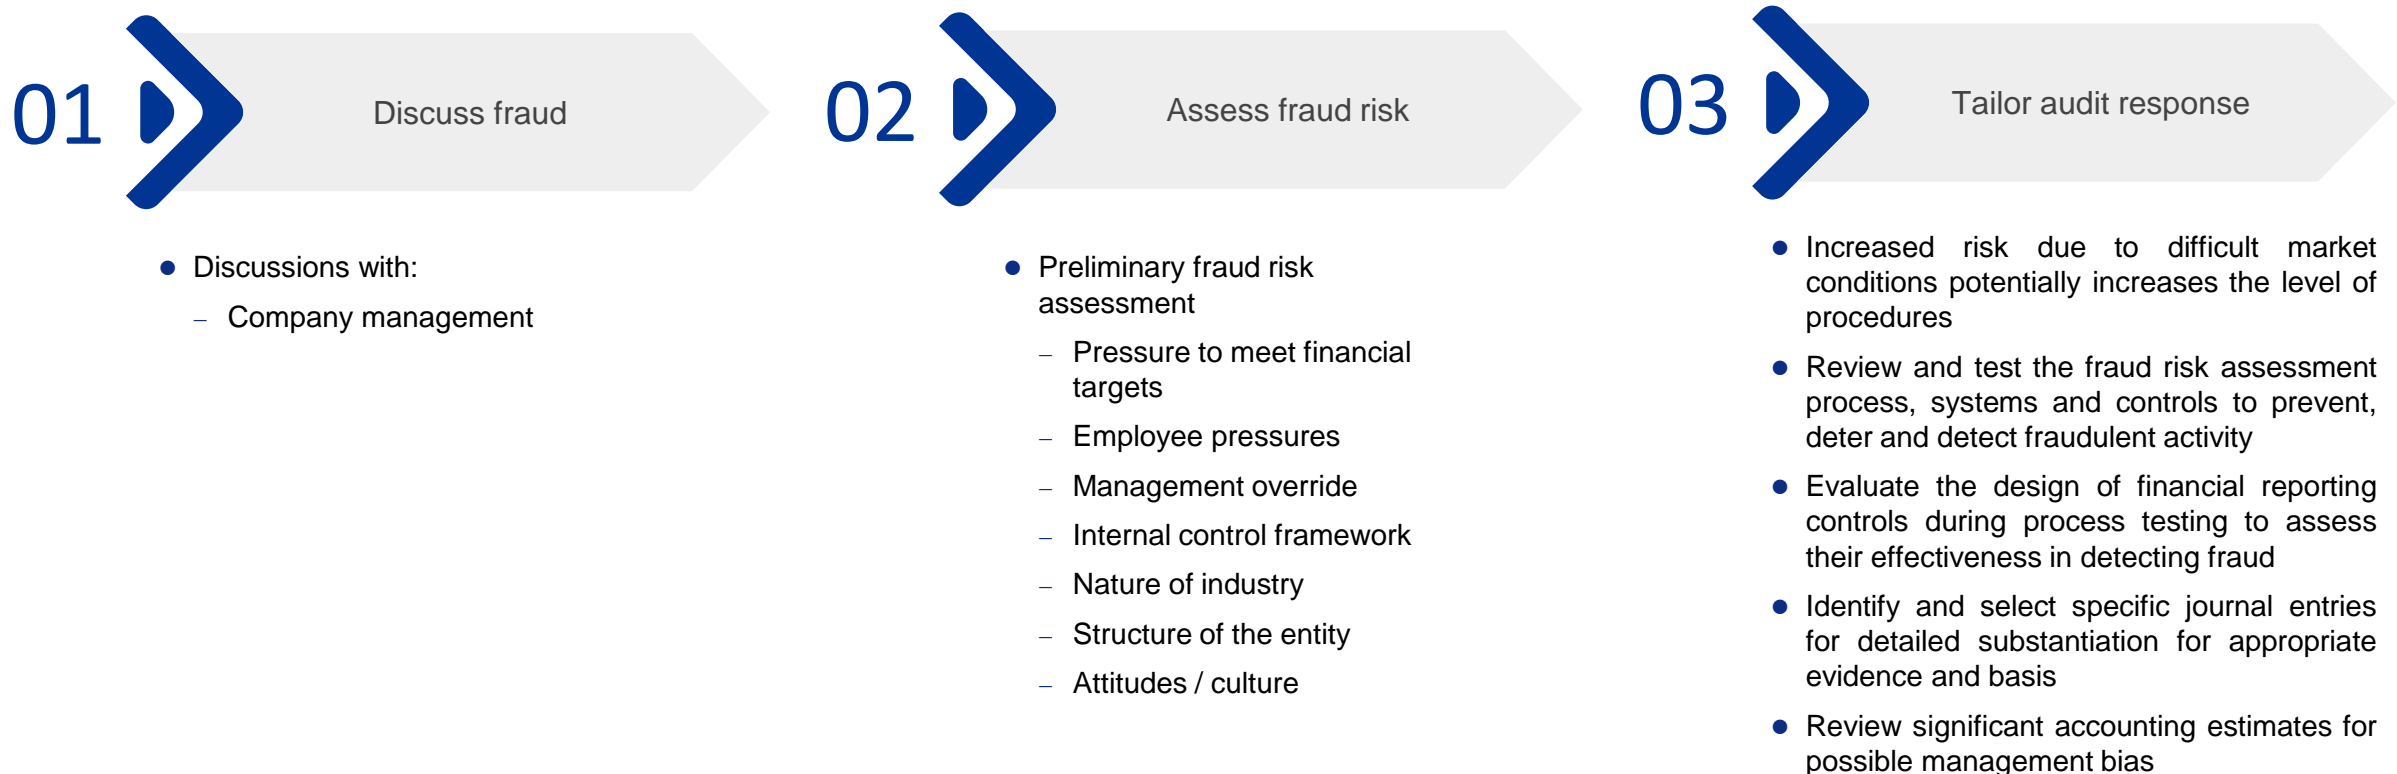 01
Discuss fraud
● Discussions with:
– Company management
02
Assess fraud risk
● Preliminary fraud risk
assessment
– Pressure to meet financial
targets
– Employee pressures
– Management override
– Internal control framework
– Nature of industry
– Structure of the entity
– Attitudes / culture
03
Tailor audit response
● Increased risk due to difficult market
conditions potentially increases the level of
procedures
● Review and test the fraud risk assessment
process, systems and controls to prevent,
deter and detect fraudulent activity
● Evaluate the design of financial reporting
controls during process testing to assess
their effectiveness in detecting fraud
● Identify and select specific journal entries
for detailed substantiation for appropriate
evidence and basis
● Review significant accounting estimates for
possible management bias